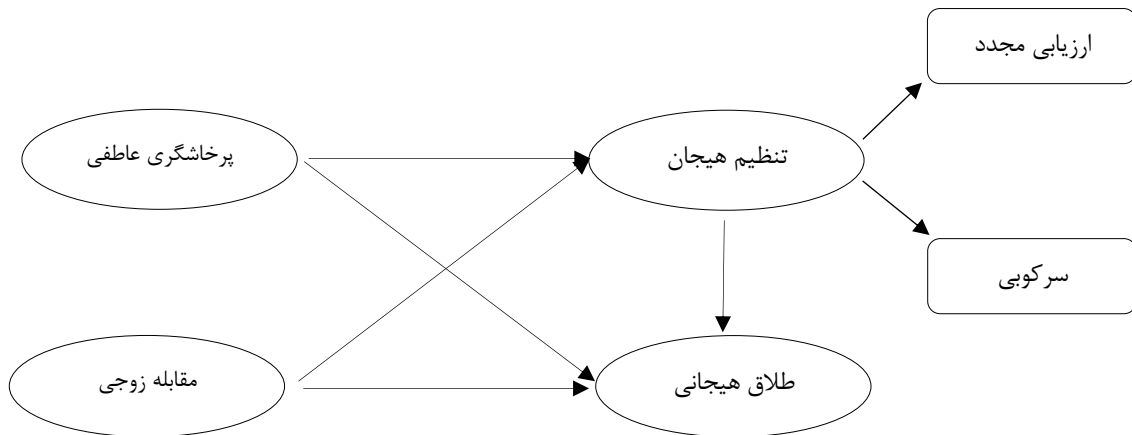 ارزیابی مجدد
پرخاشگری عاطفی
تنظیم هیجان
سرکوبی
مقابله زوجی
طلاق هیجانی